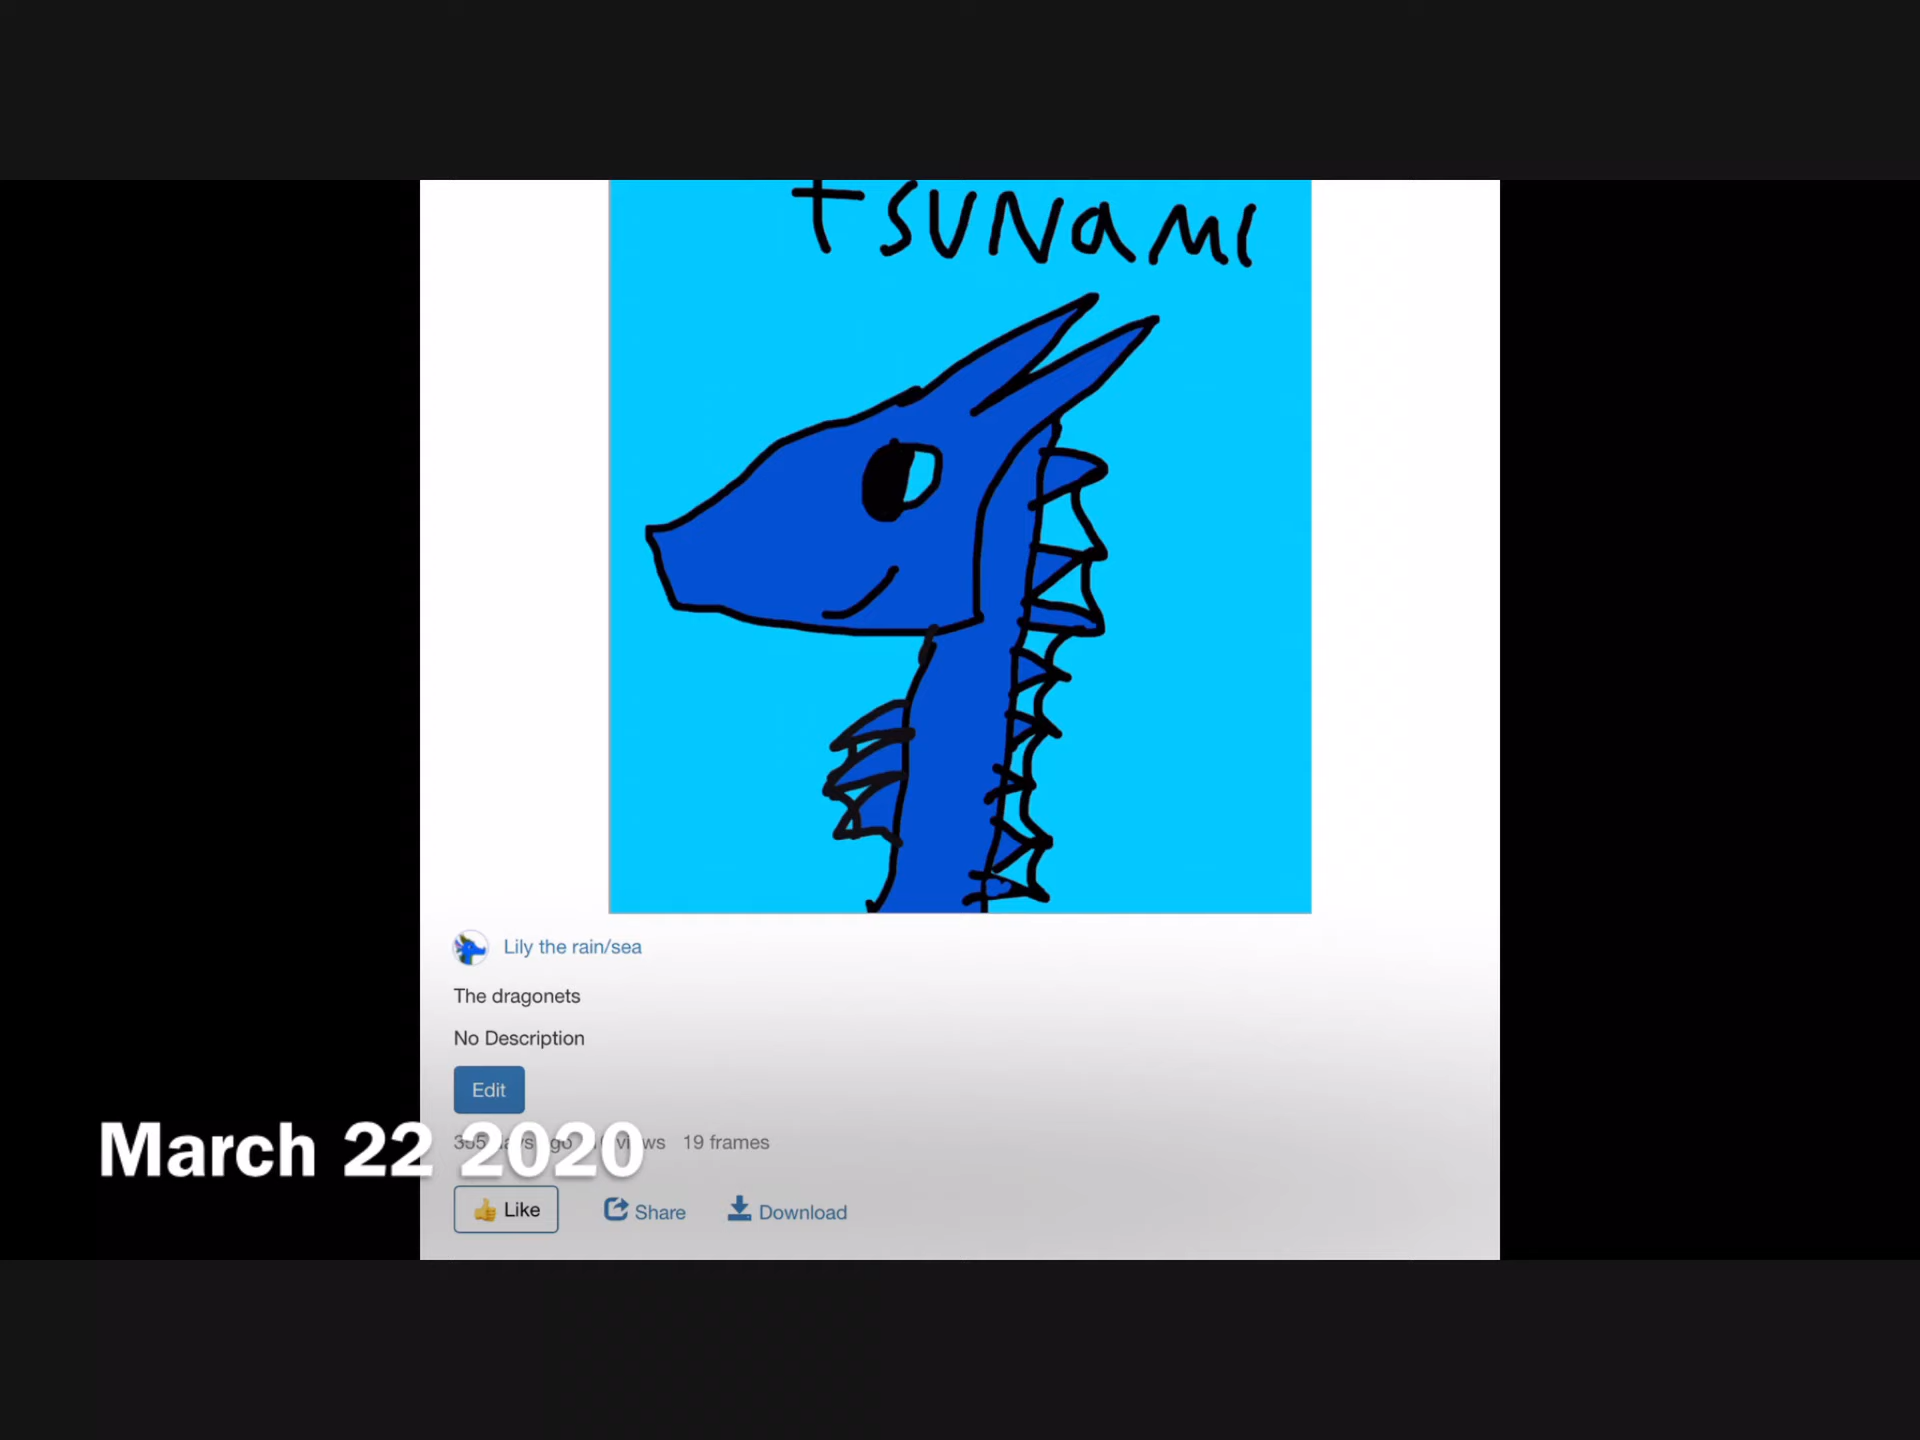 tsunami
Lily the rain/sea
The dragonets
No Description
Edit
19 frames
March 22 2020
Like
Share
Download